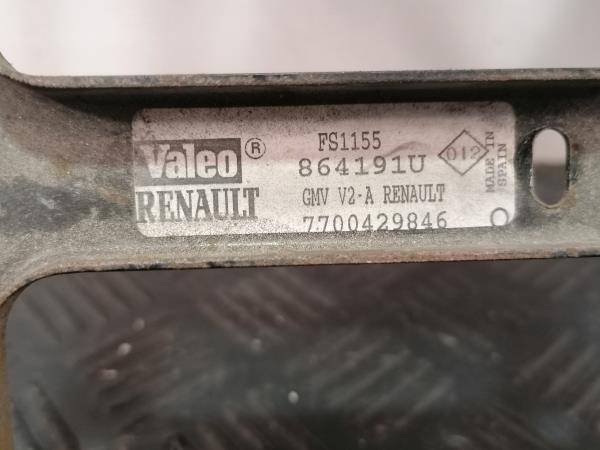 Valeo ®
RENAULT
FS1155
864191U
GMV V2-A RENAULT
7700429846
012
MADE IN
SPAIN